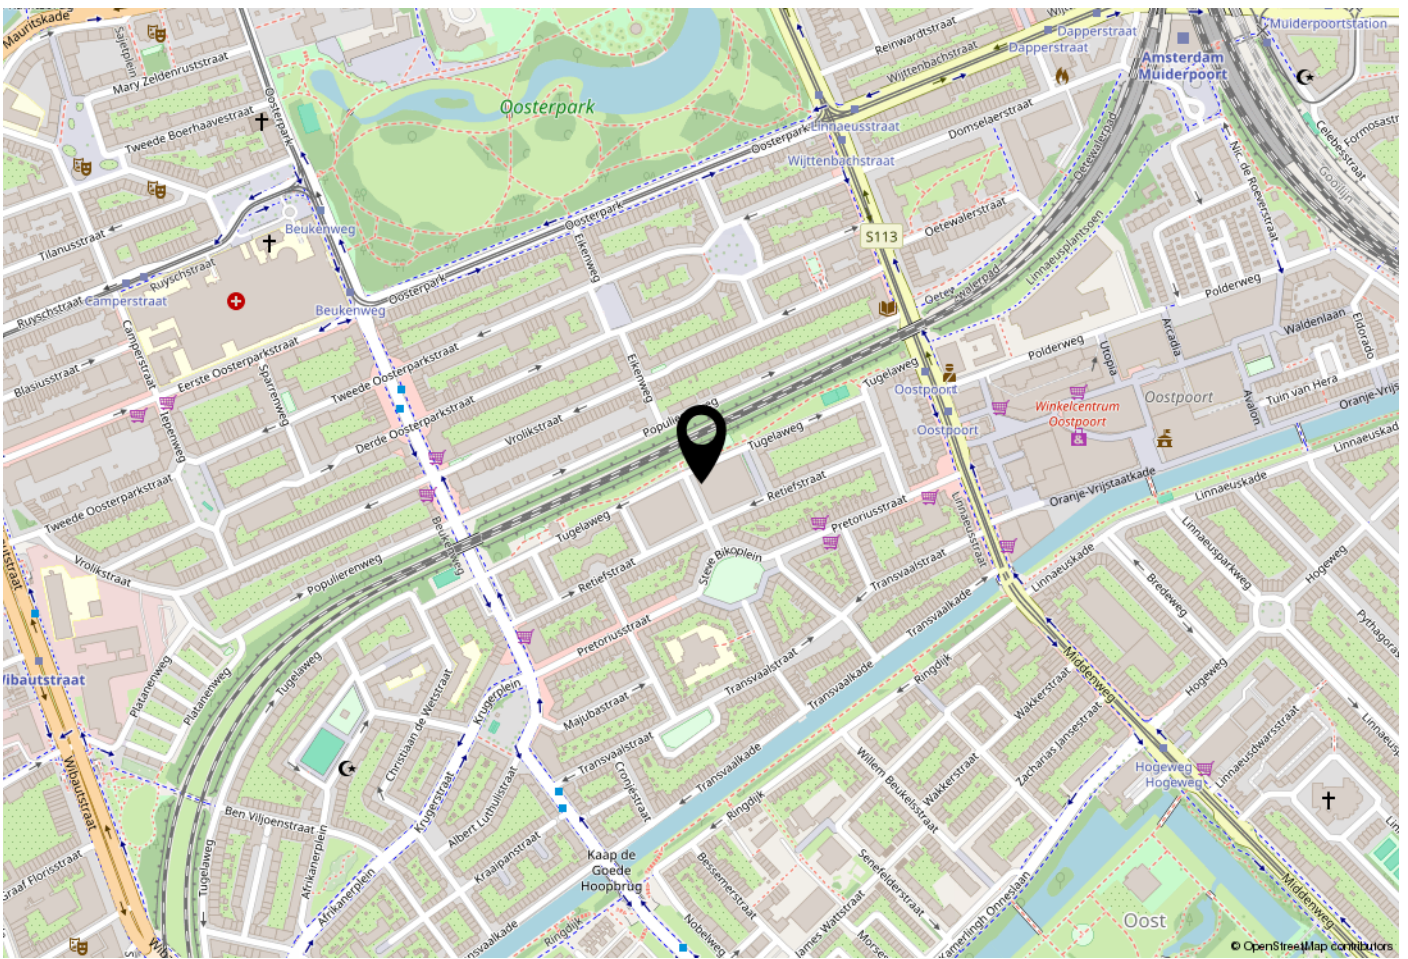 Mauritskade
Sajetplein
Mary Zeldenruststraat
Tweede Boerhaavestraat
Oosterpark
Oosterpark
Reinwardtstraat
Wijttenbachstraat
Dapperstraat
Dapperstraat
Muiderpoortstation
Amsterdam
Muiderpoort
Domselaerstraat
Linnaeusstraat
Oosterpark
Wijttenbachstraat
Oetewalerpad
Celebesstraat
Gooilijn
Nic. de Roeverstraat
Tilanusstraat
Beukenweg
Oosterpark
Eikenweg
S113
Oetewalerstraat
Linnaeusplantsoen
Ruyschstraat
Camperstraat
Ruyschstraat
Oosterpark
Beukenweg
Polderweg
Waldenlaan
Eldorado
Camperstraat
Blasiusstraat
Eerste Oosterparkstraat
Sparrenweg
Tweede Oosterparkstraat
Eikenweg
Polderweg
Utopia
Arcadia
Tugelaweg
Oostpoort
Oostpoort
Winkelcentrum
Oostpoort
Oostpoort
Avalon
Tuin van Hera
Iepenweg
Derde Oosterparkstraat
Vrolikstraat
Tugelaweg
Linnaeuskade
Oranje-Vrijstaatkade
Tweede Oosterparkstraat
Retiefstraat
Pretoriusstraat
Linnaeusstraat
Linnaeusparkweg
Hogeweg
Tugelaweg
Beukenweg
Vrolikstraat
Populierenweg
Retiefstraat
Steve Bikoplein
Transvaalstraat
Transvaalkade
Linnaeuskade
Bredeweg
Pretoriusstraat
Wibautstraat
Platanenweg
Platanenweg
Tugelaweg
Christiaan de Wetstraat
Krugerplein
Majubastraat
Transvaalstraat
Transvaalkade
Ringdijk
Middenweg
Wakkerstraat
Hogeweg
Zacharias Jansestraat
Linnaeusdwarsstraat
Wibautstraat
Transvaalstraat
Cronjéstraat
Transvaalkade
Willem Beukelsstraat
Wakkerstraat
Hogeweg
Hogeweg
Krugerstraat
Albert Luthulistraat
Ben Viljoenstraat
Ringdijk
Kraaipanstraat
Kaap de
Goede
Hoopbrug
Bessemerstraat
Senefelderstraat
Graaf Florisstraat
Tugelaweg
Afrikanerplein
Afrikanerplein
Ringdijk
Nobelweg
James Wattstraat
Kamerlingh Onneslaan
Oost
Middenweg
© OpenStreetMap contributors